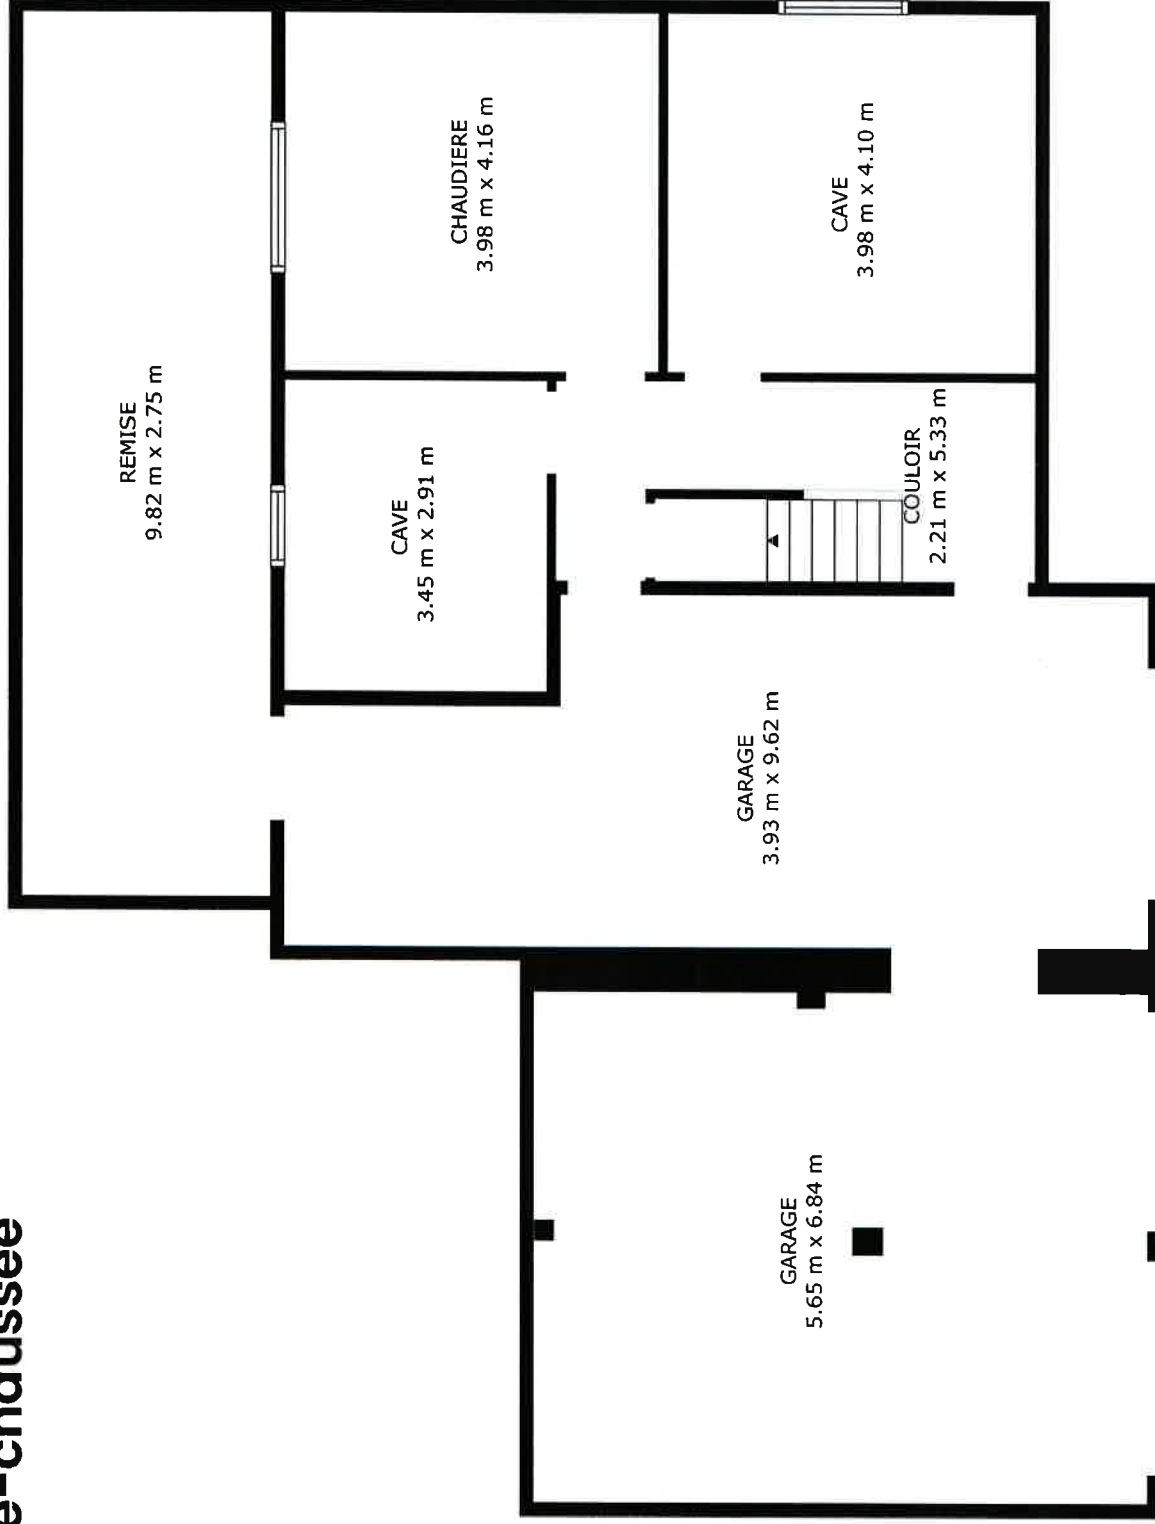 e-chaussée
REMISE
9.82 m x 2.75 m
CAVE
3.45 m x 2.91 m
CHAUDIERE
3.98 m x 4.16 m
GARAGE
3.93 m x 9.62 m
GARAGE
5.65 m x 6.84 m
CAVE
3.98 m x 4.10 m
COULOIR
2.21 m x 5.33 m